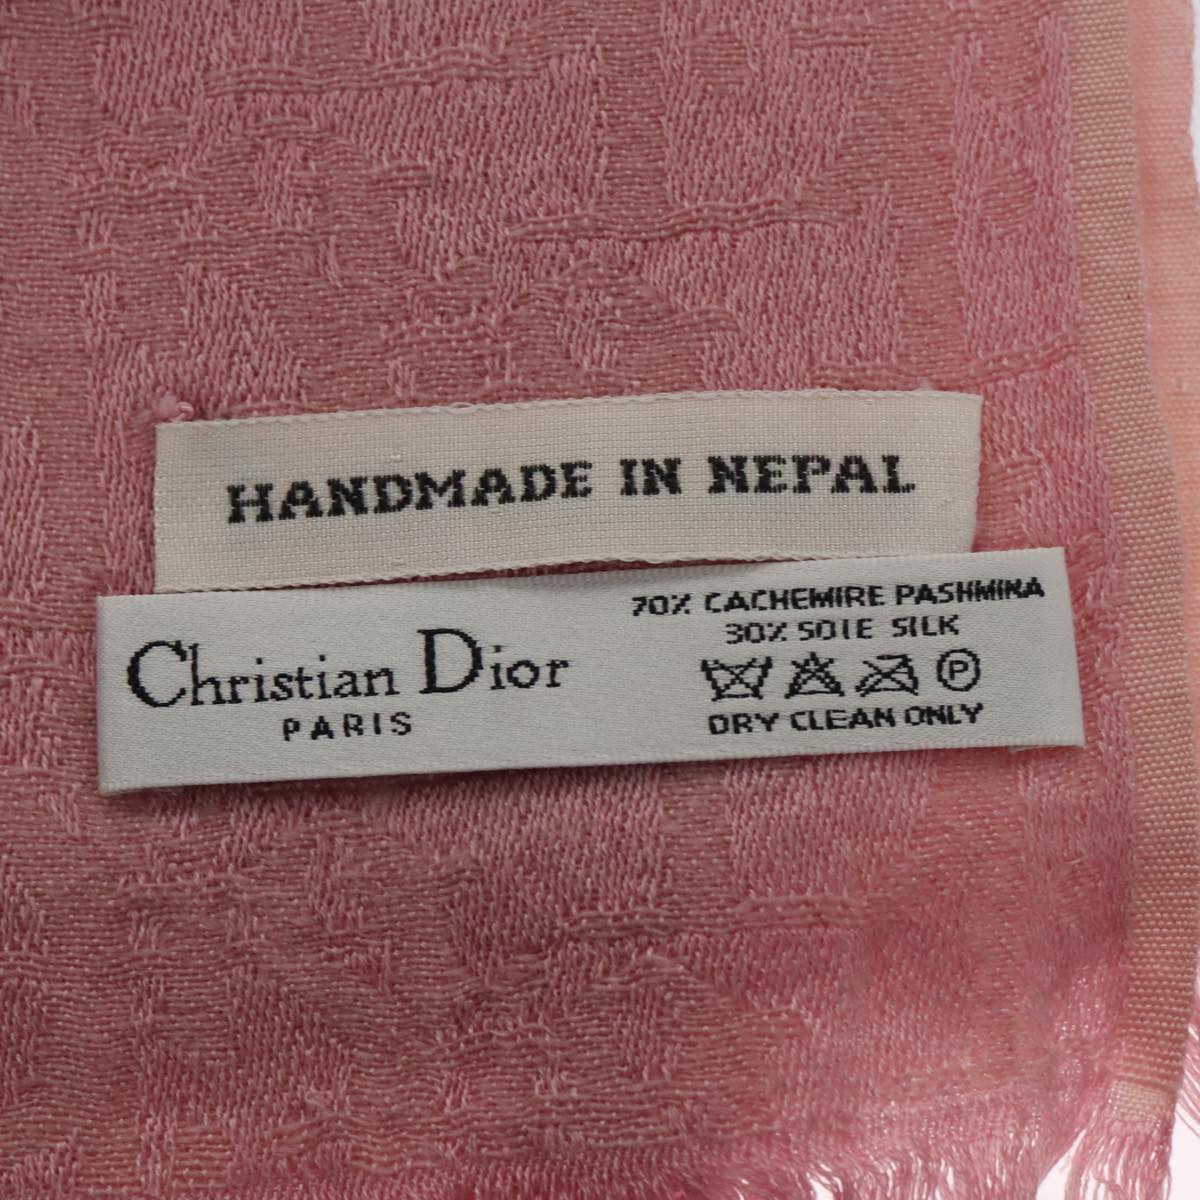 HANDMADE IN NEPAL
Christian Dior
PARIS
70% CACHEMIRE PASHMINA
30% SOIE SILK
P
DRY CLEAN ONLY